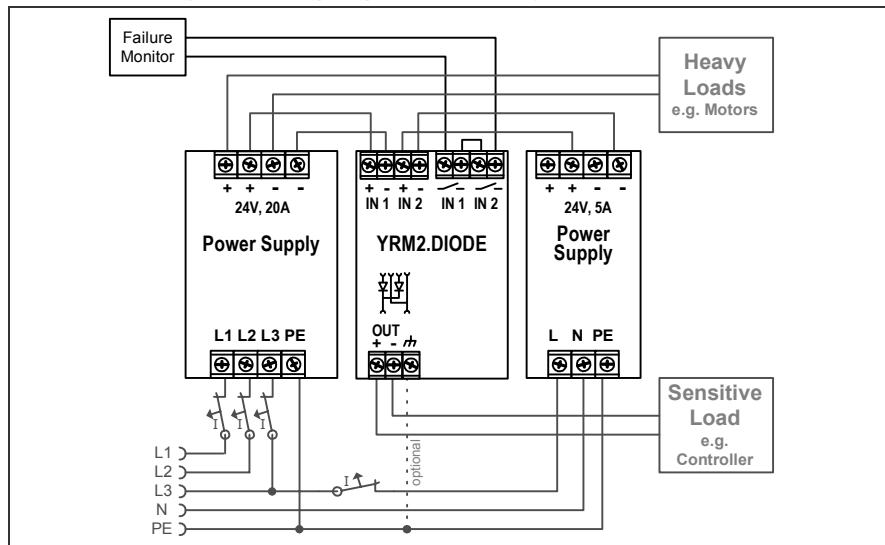 Failure
Monitor
Heavy
Loads
e.g. Motors
+ + - -
24V, 20A
Power Supply
L1 L2 L3 PE
+ - + -
IN 1 IN 2
IN 1 IN 2
YRM2.DIODE
OUT
+ -
+ + - -
24V, 5A
Power
Supply
L N PE
Sensitive
Load
e.g.
Controller
I
I
I
I
optional
L1
L2
L3
N
PE